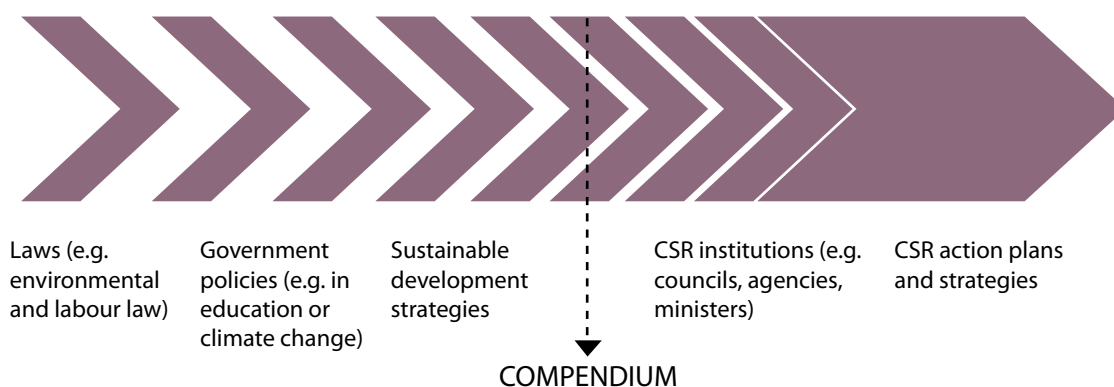 Laws (e.g.
environmental
and labour law)
Government
policies (e.g. in
education or
climate change)
Sustainable
development
strategies
CSR institutions (e.g.
councils, agencies,
ministers)
CSR action plans
and strategies
COMPENDIUM